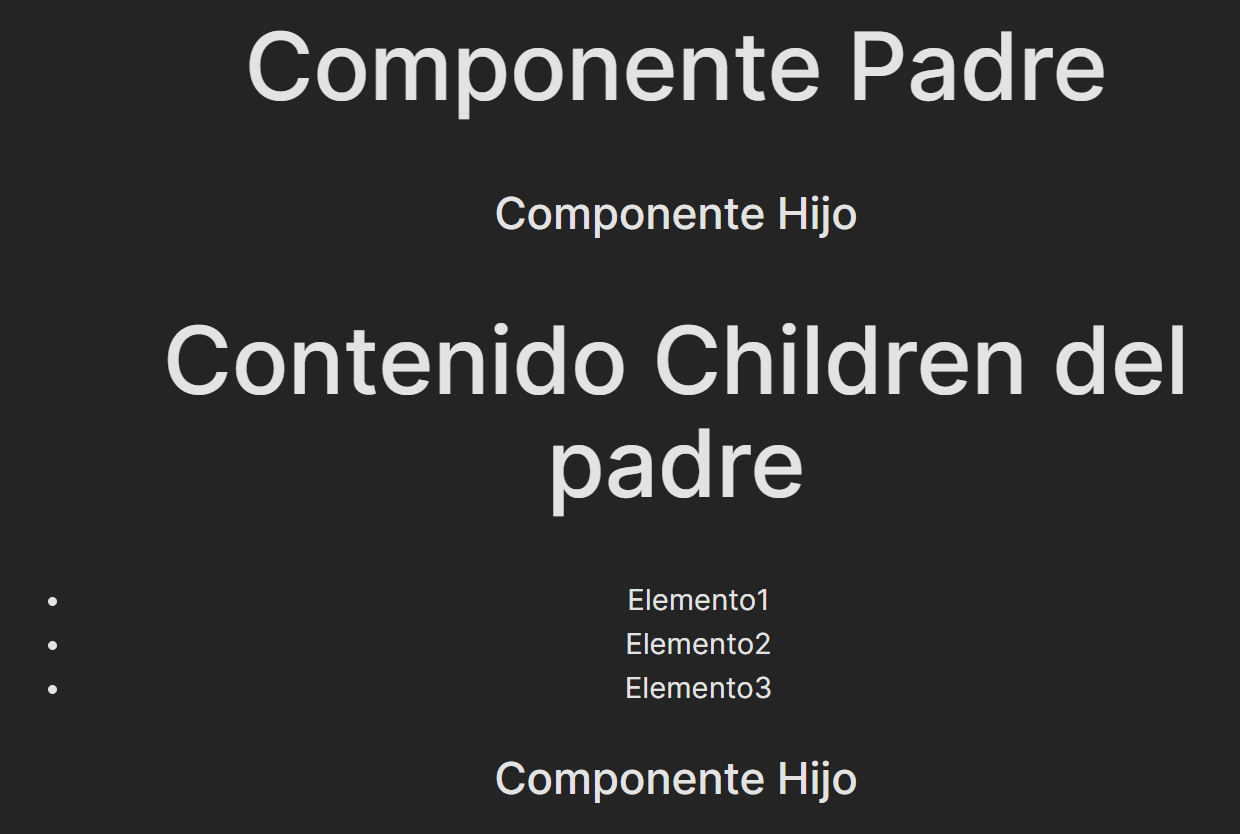 Componente Padre
Componente Hijo
Contenido Children del
padre
Elemento1
Elemento2
Elemento3
Componente Hijo